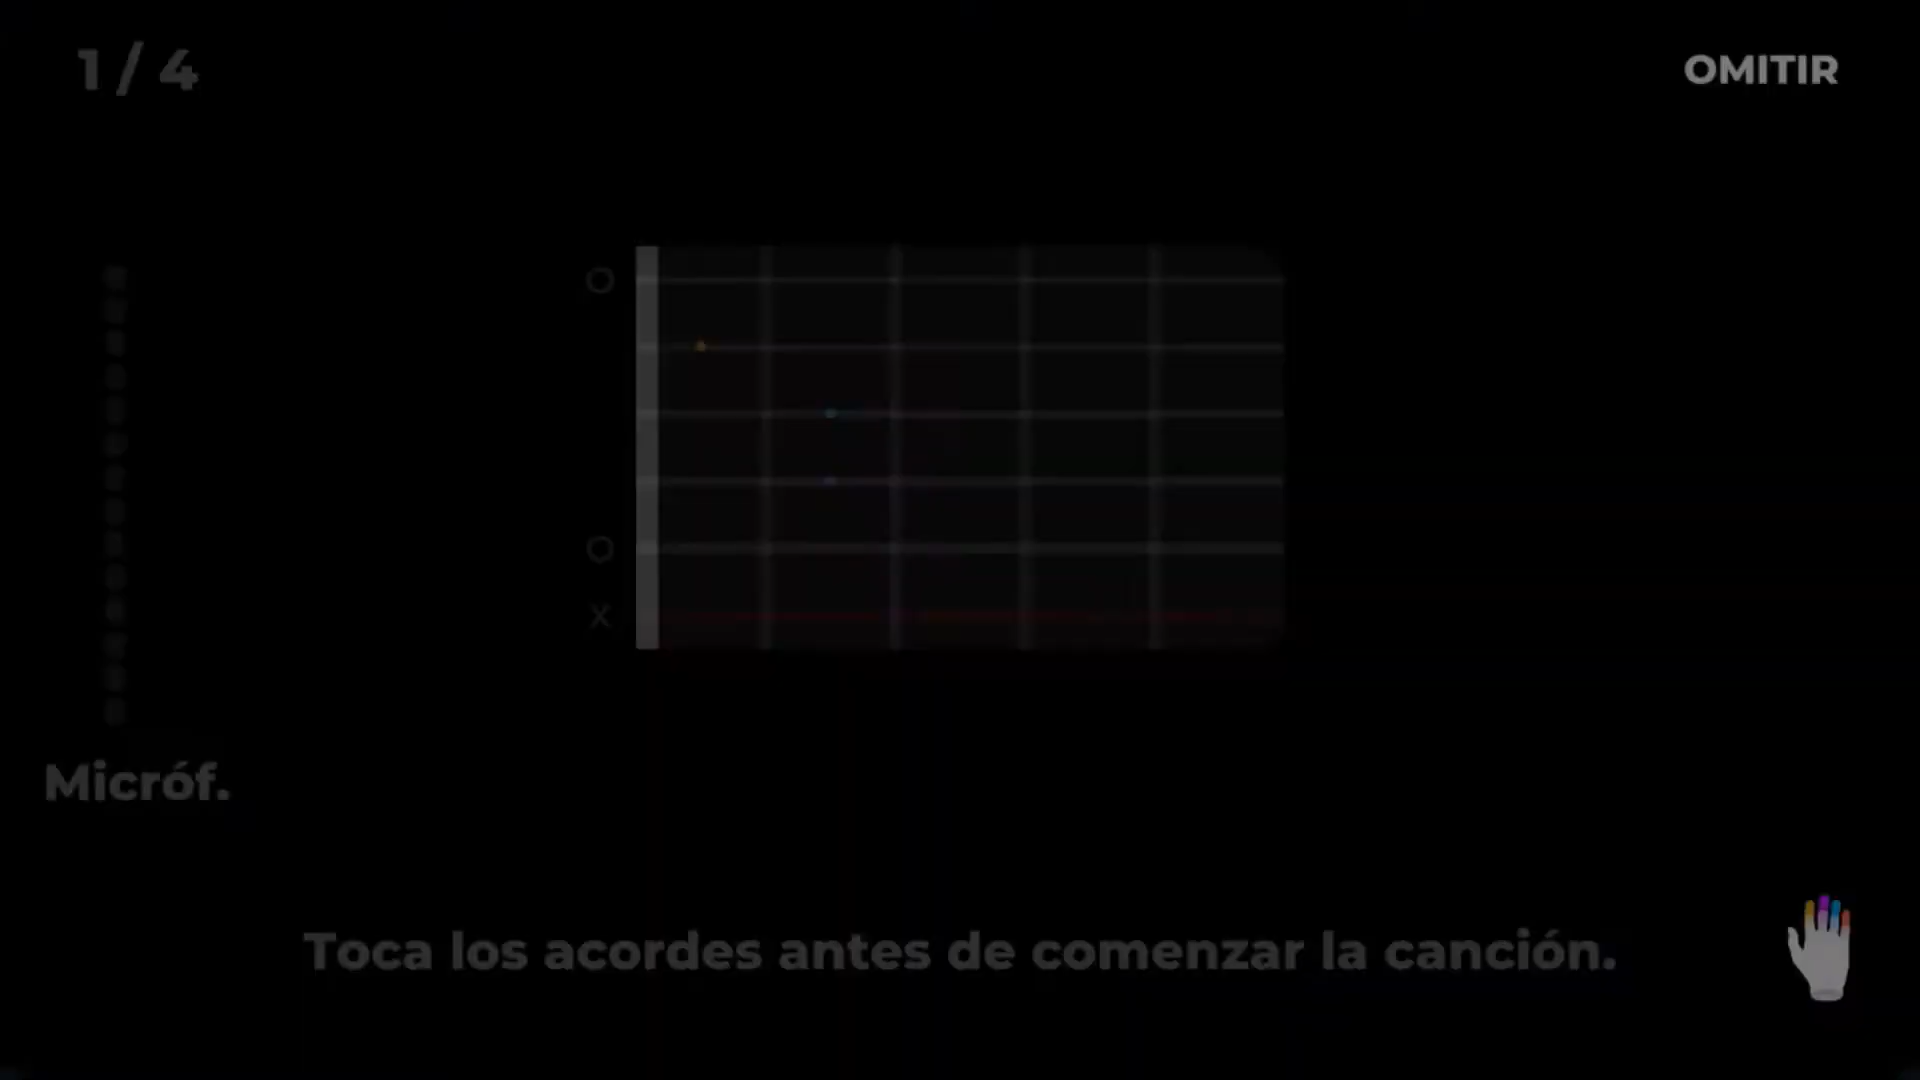 1 / 4
OMITIR
O
O
X
Micróf.
Toca los acordes antes de comenzar la canción.